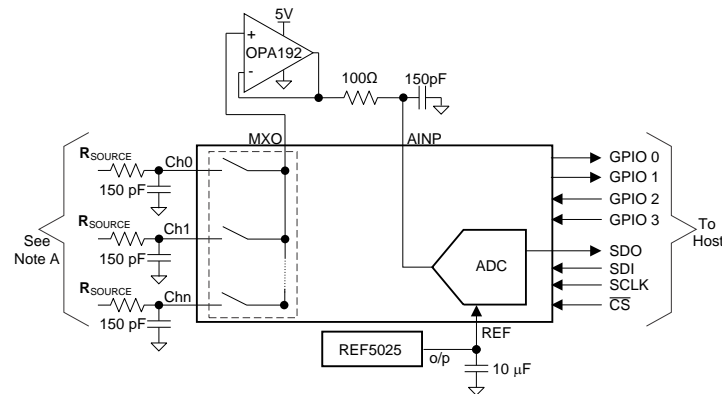 5V
+
OPA192
-
100Ω
150pF
MXO
AINP
RSOURCE
Ch0
150 pF
RSOURCE
Ch1
150 pF
RSOURCE
Chn
150 pF
See
Note A
GPIO 0
GPIO 1
GPIO 2
GPIO 3
SDO
SDI
SCLK
CS
To
Host
ADC
REF
REF5025
o/p
10 μF